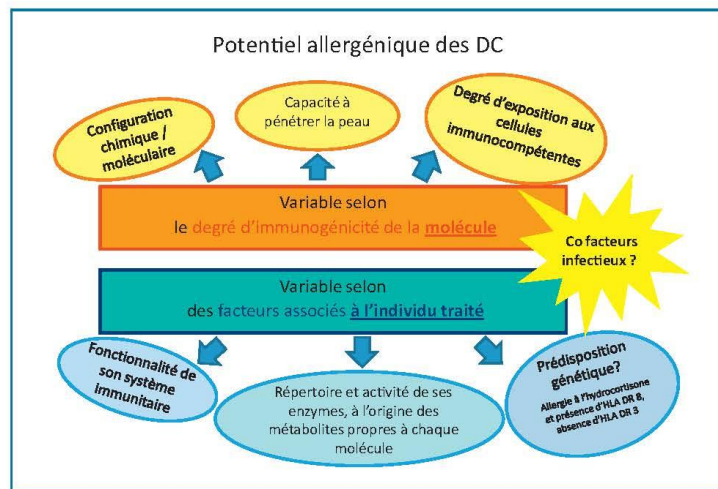 Potentiel allergénique des DC
Configuration
chimique /
moléculaire
Capacité à
pénétrer la peau
Degré d'exposition aux
cellules
immunocompétentes
Variable selon
le degré d'immunogénicité de la molécule
Co facteurs
infectieux ?
Variable selon
des facteurs associés à l'individu traité
Fonctionnalité de
son système
immunitaire
Répertoire et activité de ses
enzymes, à l'origine des
métabolites propres à chaque
molécule
Prédisposition
génétique?
Allergie à l'hydrocortisone
et présence d'HLA DR 8,
absence d'HLA DR 3